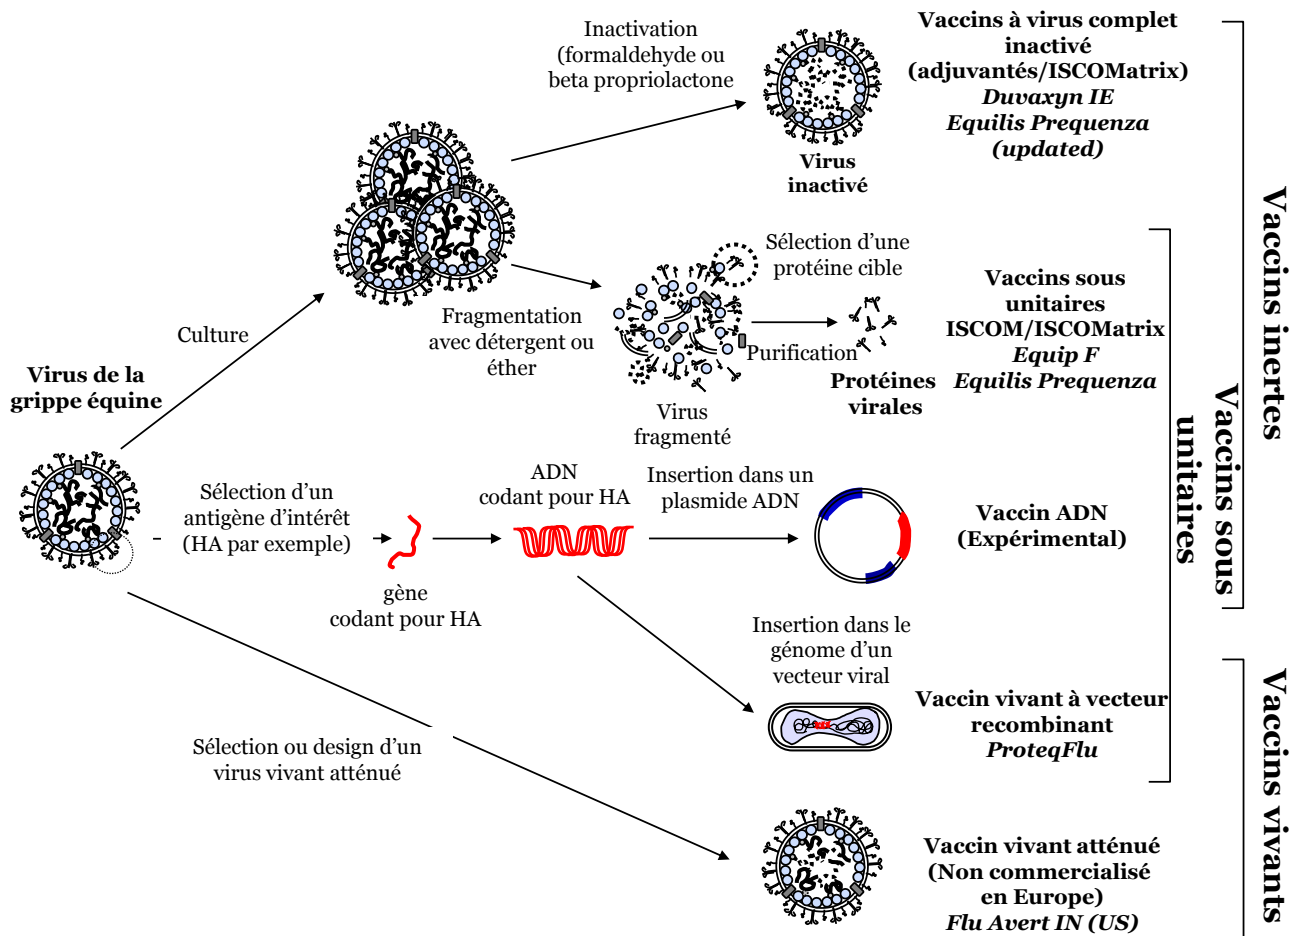 Inactivation
(formaldehyde ou
beta propriolactone
Virus
inactivé
Vaccins à virus complet
inactivé
(adjuvantés/ISCOMatrix)
Duvaxyn IE
Equilis Prequenza
(updated)
Culture
Fragmentation
avec détergent ou
éther
Virus
fragmenté
Sélection d’une
protéine cible
Purification
Protéines
virales
Vaccins sous
unitaires
ISCOM/ISCOMatrix
Equip F
Equilis Prequenza
Virus de la
grippe équine
Sélection d’un
antigène d’intérêt
(HA par exemple)
gène
codant pour HA
ADN
codant pour HA
Insertion dans un
plasmide ADN
Vaccin ADN
(Expérimental)
Insertion dans le
génome d’un
vecteur viral
Vaccin vivant à vecteur
recombinant
ProteqFlu
Sélection ou design d’un
virus vivant atténué
Vaccin vivant atténué
(Non commercialisé
en Europe)
Flu Avert IN (US)
Vaccins sous
unitaires
Vaccins inertes
Vaccins vivants